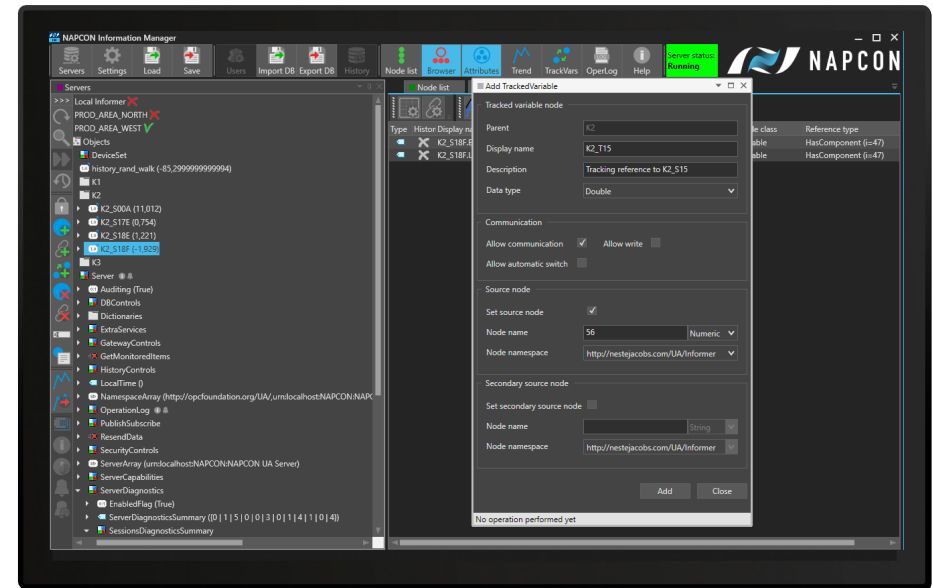 NAPCON Information Manager
Servers Settings Load Save Users Import DB Export DB History Node list Browser Attributes Trend TrackVars OperLog Help
Server status:
Running
NAPCON
Servers
Node list
Add TrackedVariable
>>> Local Informer
PROD_AREA_NORTH
PROD_AREA_WEST
Objects
DeviceSet
history_rand_walk (-85,2999999999994)
K1
K2
K2_S00A (11,012)
K2_S17E (0,754)
K2_S18E (1,221)
K2_S18F (-1,929)
K3
Server
Auditing (True)
DBControls
Dictionaries
ExtraServices
GatewayControls
GetMonitoredItems
HistoryControls
LocalTime ()
NamespaceArray (http://opcfoundation.org/UA/,urn:localhost:NAPCON:NAPC
OperationLog
PublishSubscribe
ResendData
SecurityControls
ServerArray (urn:localhost:NAPCON:NAPCON UA Server)
ServerCapabilities
ServerDiagnostics
EnabledFlag (True)
ServerDiagnosticsSummary ({0 | 1 | 5 | 0 | 0 | 3 | 0 | 1 | 4 | 1 | 0 | 4})
SessionsDiagnosticsSummary
Type Histor Display na
K2_S18F.E
K2_S18F.U
Tracked variable node
Parent K2
Display name K2_T15
Description Tracking reference to K2_S15
Data type Double
Communication
Allow communication Allow write
Allow automatic switch
Source node
Set source node
Node name 56 Numeric
Node namespace http://nestejacobs.com/UA/Informer
Secondary source node
Set secondary source node
Node name String
Node namespace http://nestejacobs.com/UA/Informer
Add Close
No operation performed yet
le class Reference type
able HasComponent (i=47)
able HasComponent (i=47)